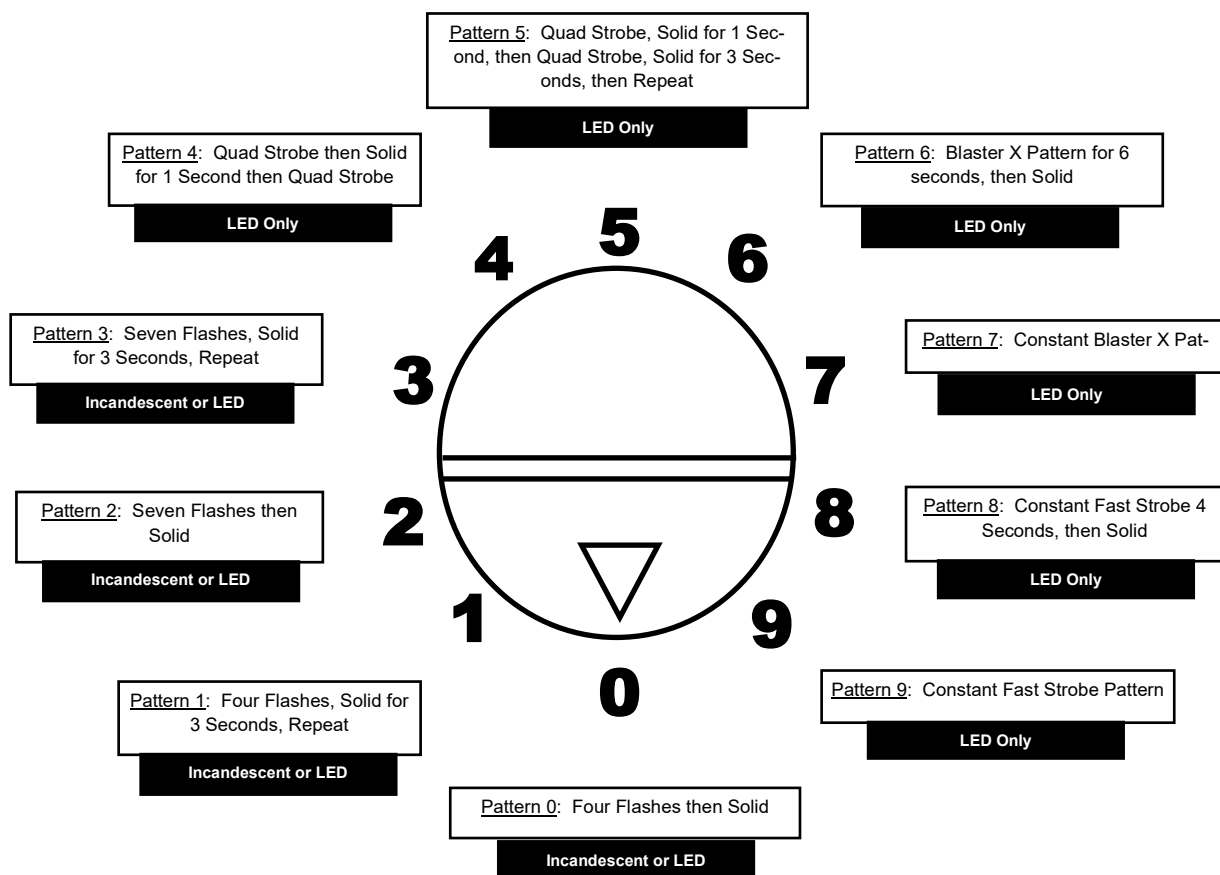 Pattern 5: Quad Strobe, Solid for 1 Sec-
ond, then Quad Strobe, Solid for 3 Sec-
onds, then Repeat
LED Only
Pattern 4: Quad Strobe then Solid
for 1 Second then Quad Strobe
LED Only
Pattern 6: Blaster X Pattern for 6
seconds, then Solid
LED Only
5
4
6
Pattern 3: Seven Flashes, Solid
for 3 Seconds, Repeat
Incandescent or LED
3
7
Pattern 7: Constant Blaster X Pat-
LED Only
Pattern 2: Seven Flashes then
Solid
Incandescent or LED
2
8
Pattern 8: Constant Fast Strobe 4
Seconds, then Solid
LED Only
1
9
0
Pattern 1: Four Flashes, Solid for
3 Seconds, Repeat
Incandescent or LED
Pattern 9: Constant Fast Strobe Pattern
LED Only
Pattern 0: Four Flashes then Solid
Incandescent or LED